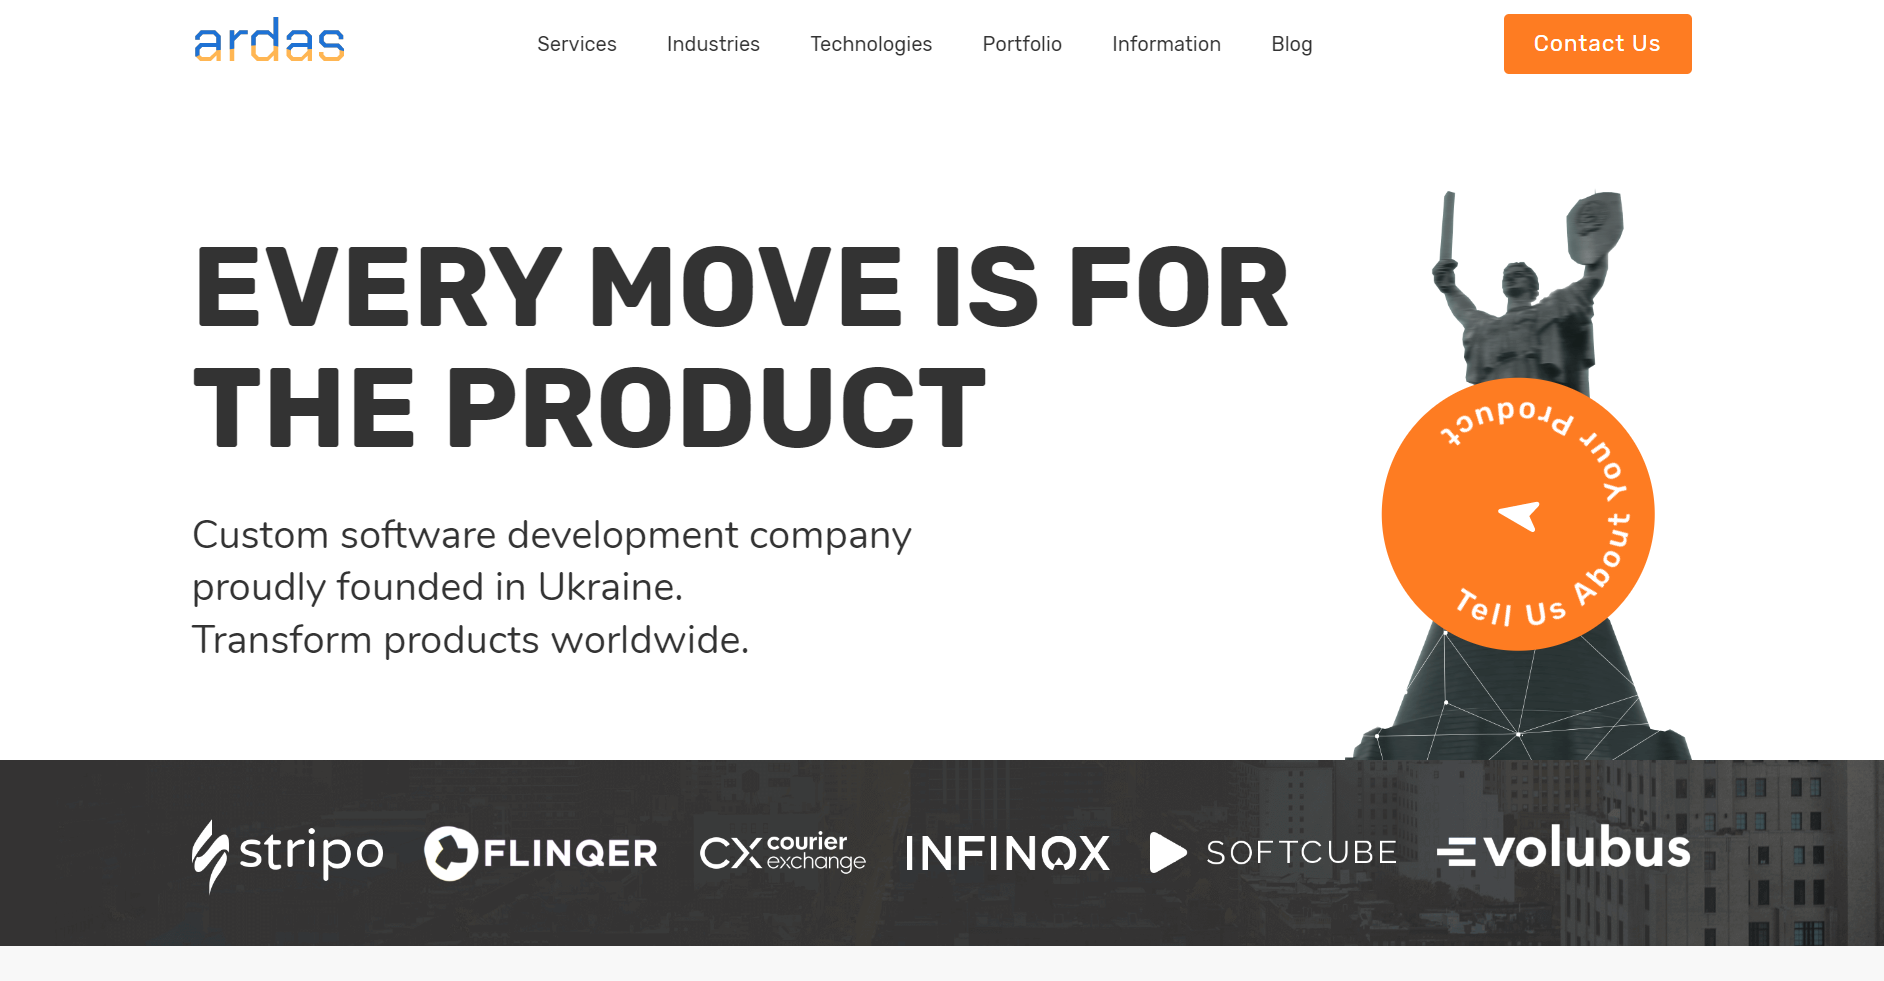 ardas
Services
Industries
Technologies
Portfolio
Information
Blog
Contact Us
EVERY MOVE IS FOR
THE PRODUCT
Custom software development company
proudly founded in Ukraine.
Transform products worldwide.
Tell Us About Your Product
stripo
FLINQER
CX courier
exchange
INFINOX
SOFTCUBE
volubus